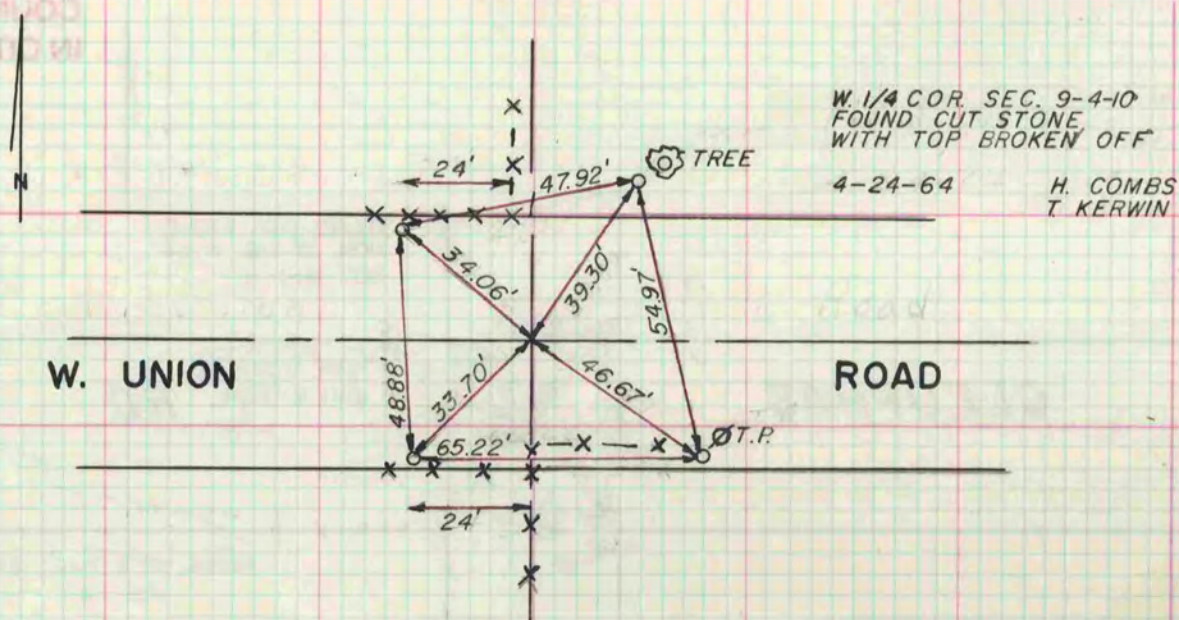 N
W. 1/4 COR. SEC. 9-4-10
FOUND CUT STONE
WITH TOP BROKEN OFF
4-24-64 H. COMBS
T. KERWIN
TREE
24'
47.92'
34.06'
39.30'
54.97'
W. UNION ROAD
48.88'
33.70'
46.67'
65.22'
Ø T.P.
24'